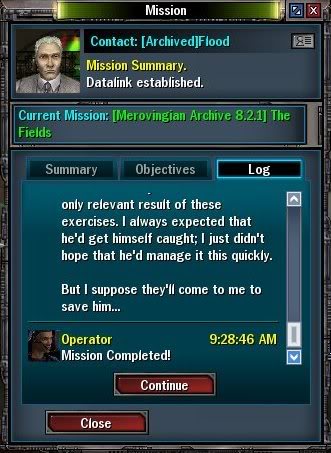 Mission
Contact: [Archived]Flood
Mission Summary.
Datalink established.
Current Mission: [Merovingian Archive 8.2.1] The
Fields
Summary
Objectives
Log
only relevant result of these
exercises. I always expected that
he'd get himself caught; I just didn't
hope that he'd manage it this quickly.
But I suppose they'll come to me to
save him...
Operator 9:28:46 AM
Mission Completed!
Continue
Close